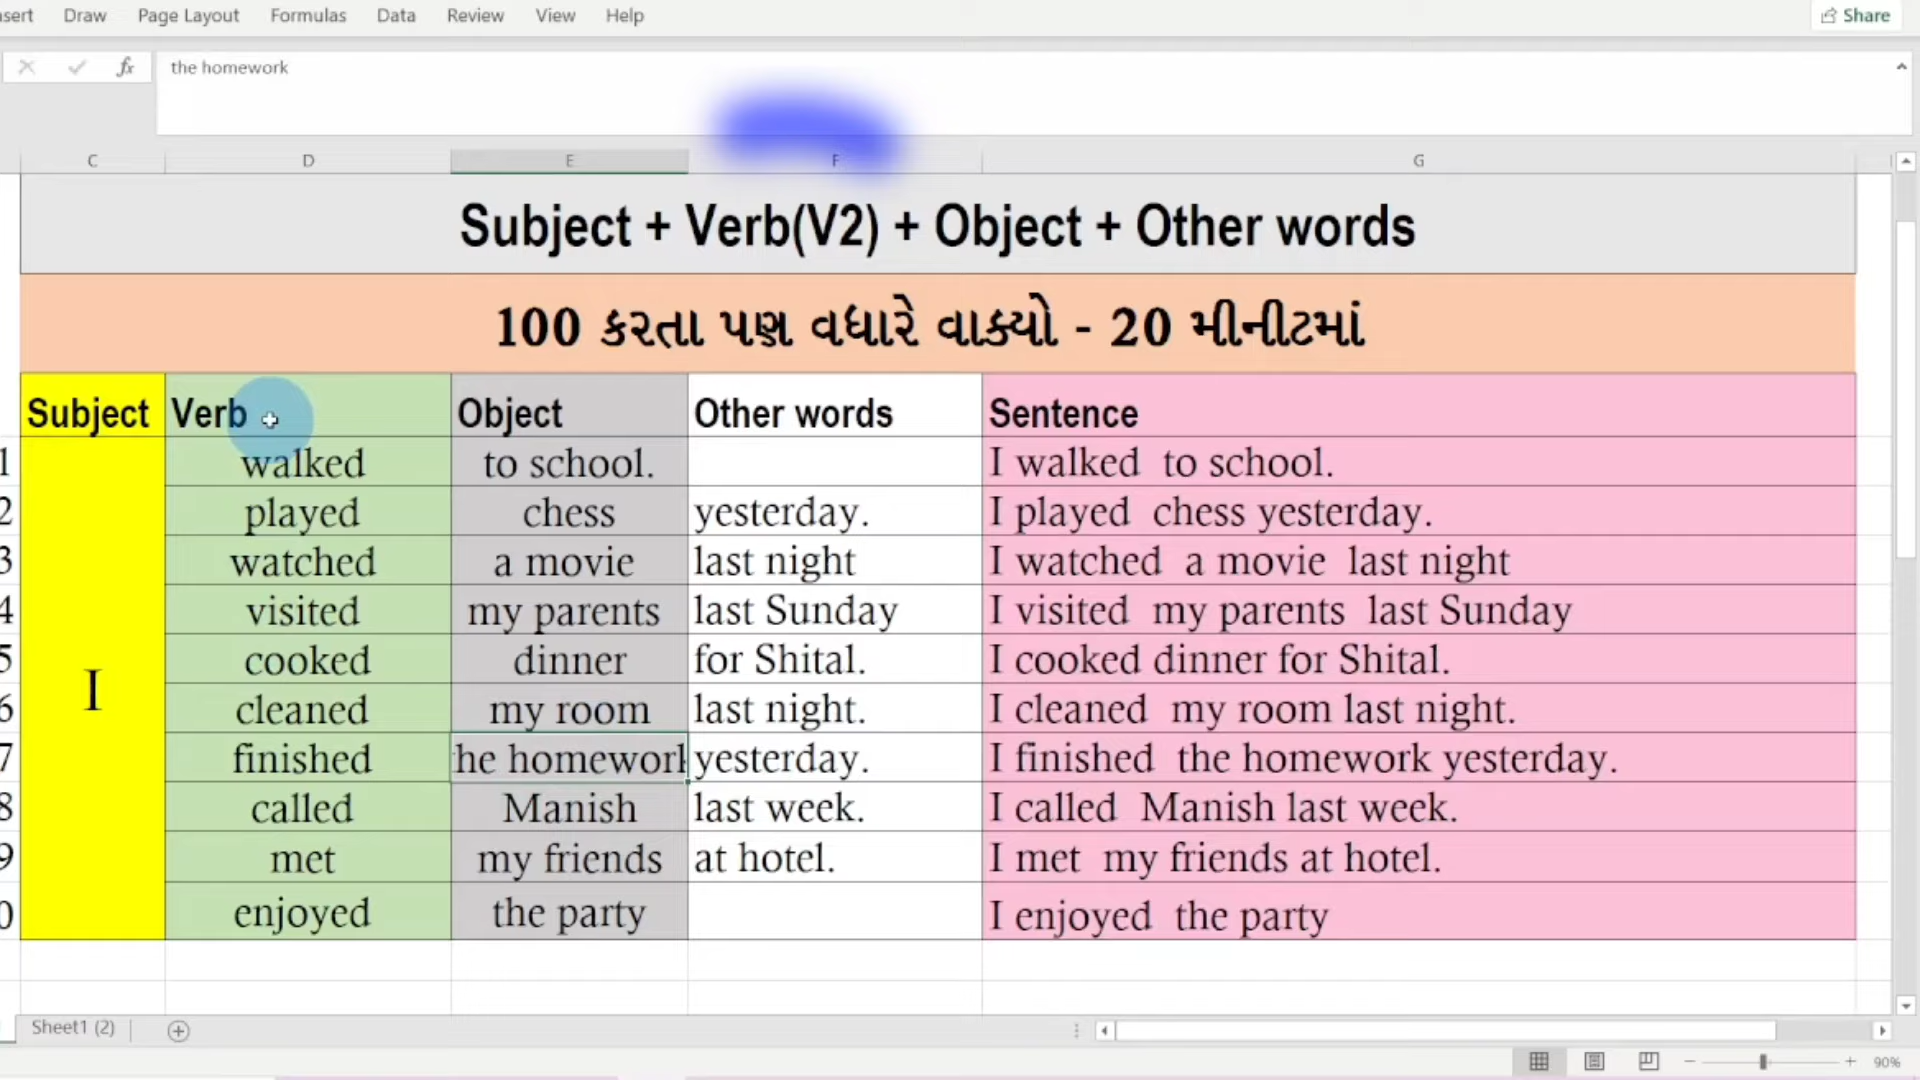 Draw Page Layout Formulas Data Review View Help Share
fx the homework
C D E F G
Subject + Verb(V2) + Object + Other words
100 કરતા પણ વધારે વાક્યો - 20 મીનીટમાં
Subject Verb Object Other words Sentence
1 walked to school. I walked to school.
2 played chess yesterday. I played chess yesterday.
3 watched a movie last night I watched a movie last night
4 visited my parents last Sunday I visited my parents last Sunday
5 cooked dinner for Shital. I cooked dinner for Shital.
I
6 cleaned my room last night. I cleaned my room last night.
7 finished he homework yesterday. I finished the homework yesterday.
8 called Manish last week. I called Manish last week.
9 met my friends at hotel. I met my friends at hotel.
0 enjoyed the party I enjoyed the party
Sheet1 (2)
90%